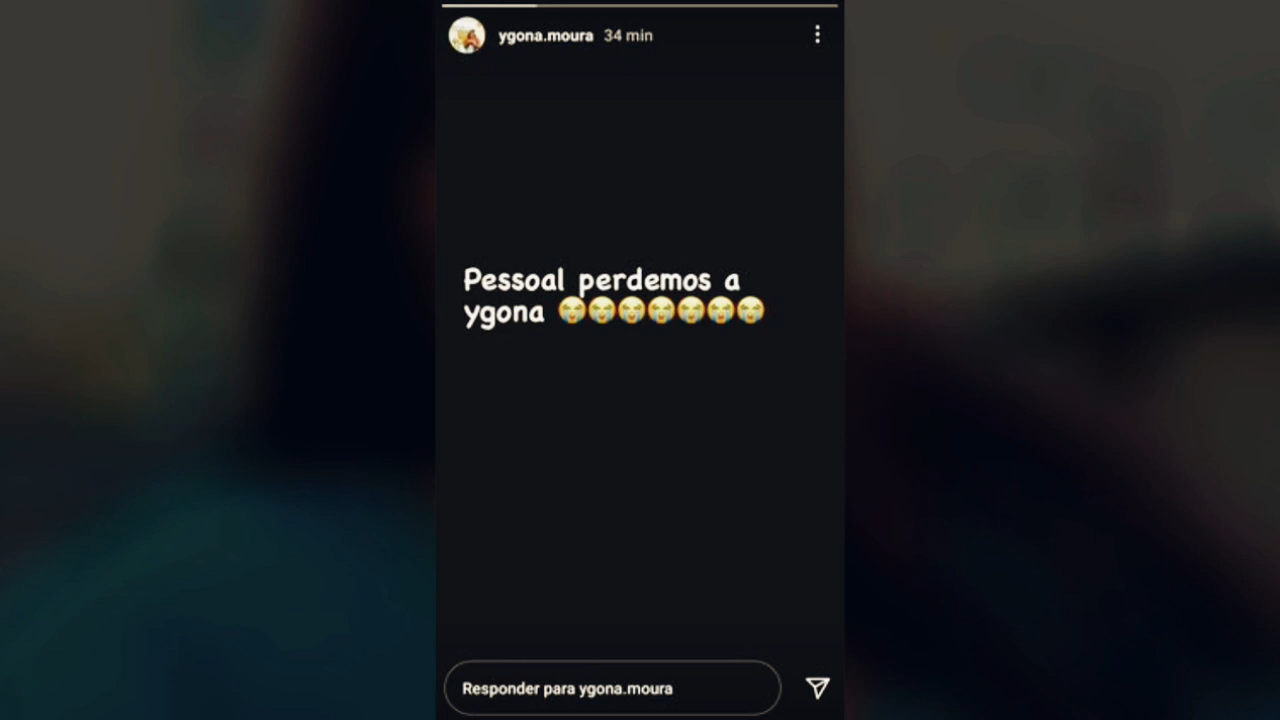 ygona.moura 34 min
Pessoal perdemos a
ygona 😭😭😭😭😭😭😭
Responder para ygona.moura